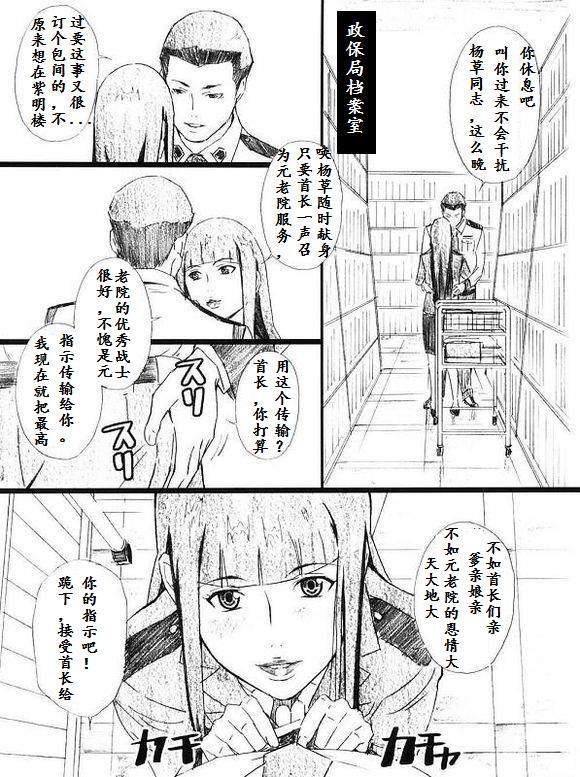 政保局档案室
杨草同志，这么晚
叫你过来不会干扰
你休息吧
原来想在紫明楼
订个包间的，不
过要这事又很...
唉杨草随时献身
只要首长一声召
为元老院服务，
很好，不愧是元
老院的优秀战士
我现在就把最高
指示传输给你。
首长，你打算
用这个传输？
スリ
スリ
天大地大
不如元老院的恩情大
爹亲娘亲
不如首长们亲
跪下，接受首长给
你的指示吧！
カチャ
カチ